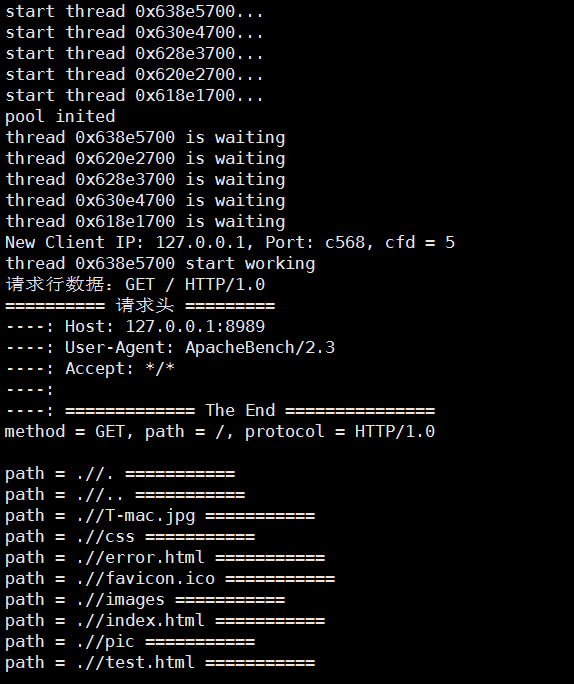 start thread 0x638e5700...
start thread 0x630e4700...
start thread 0x628e3700...
start thread 0x620e2700...
start thread 0x618e1700...
pool inited
thread 0x638e5700 is waiting
thread 0x620e2700 is waiting
thread 0x628e3700 is waiting
thread 0x630e4700 is waiting
thread 0x618e1700 is waiting
New Client IP: 127.0.0.1, Port: c568, cfd = 5
thread 0x638e5700 start working
请求行数据：GET / HTTP/1.0
========== 请求头 =========
----: Host: 127.0.0.1:8989
----: User-Agent: ApacheBench/2.3
----: Accept: */*
----:
----: ============= The End ===============
method = GET, path = /, protocol = HTTP/1.0
path = .//. ===========
path = .//.. ===========
path = .//T-mac.jpg ===========
path = .//css ===========
path = .//error.html ===========
path = .//favicon.ico ===========
path = .//images ===========
path = .//index.html ===========
path = .//pic ===========
path = .//test.html ===========